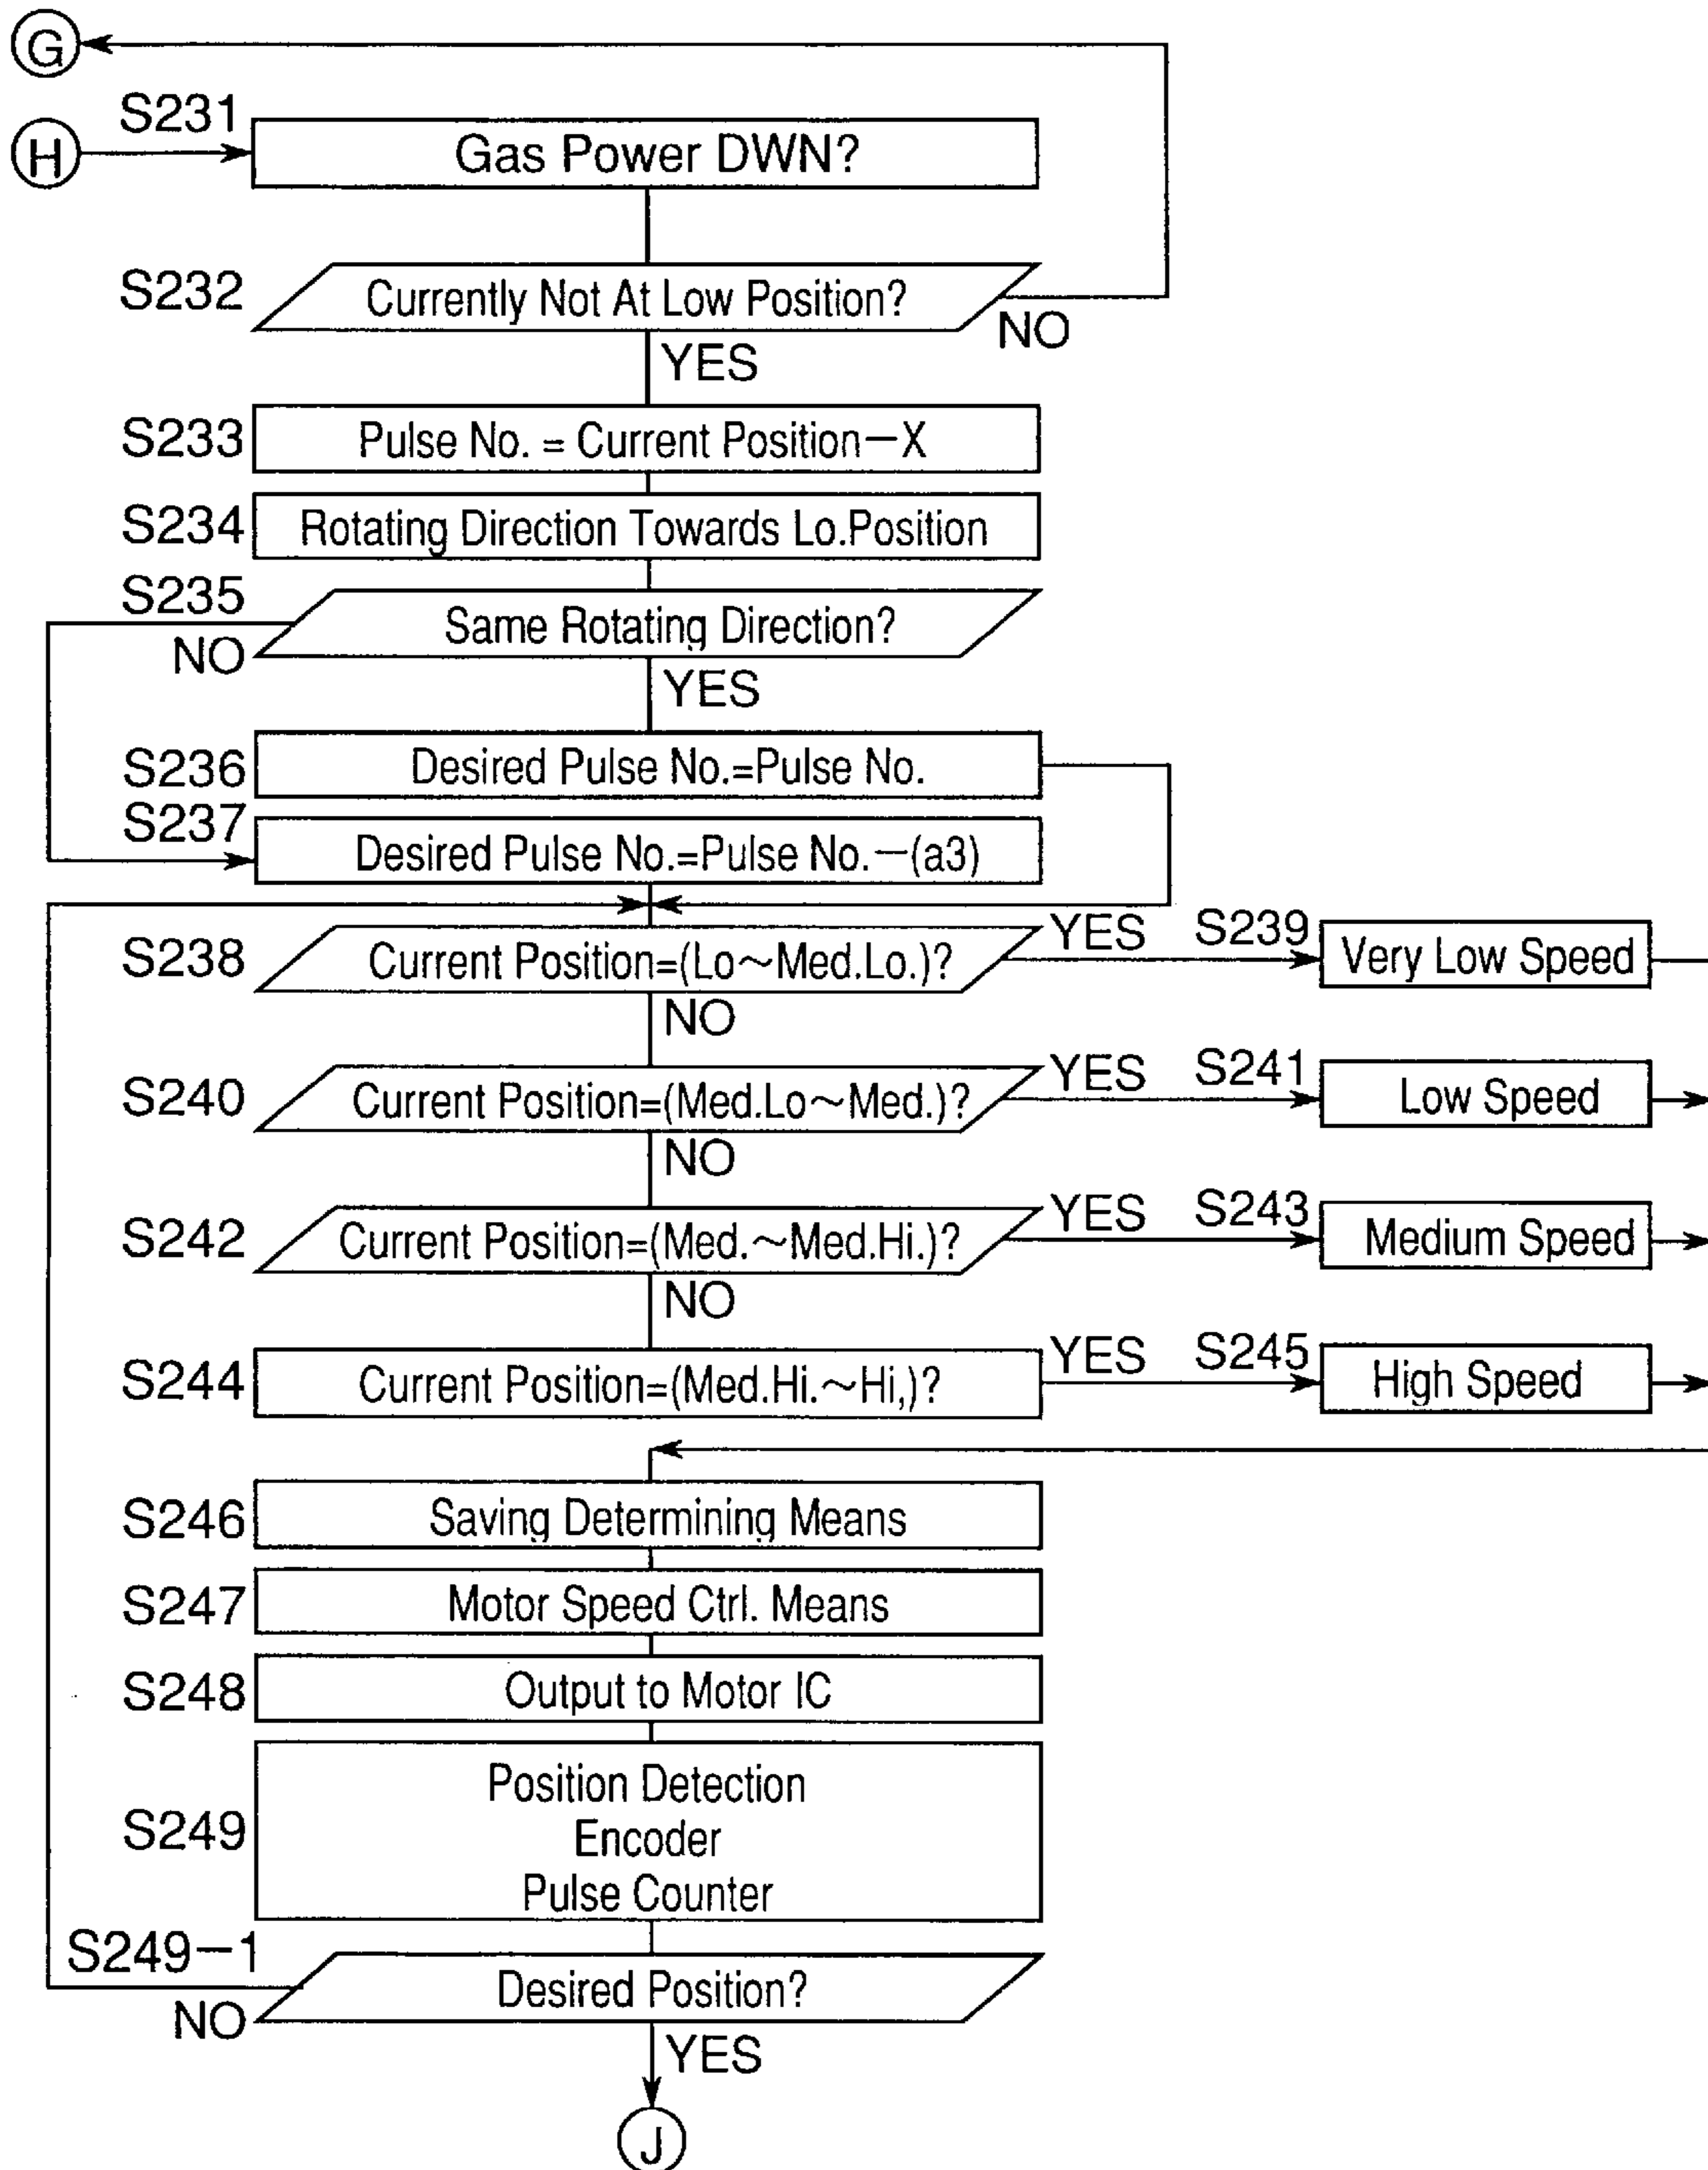 G
S231
H
Gas Power DWN?
S232
Currently Not At Low Position?
NO
YES
S233
Pulse No. = Current Position—X
S234
Rotating Direction Towards Lo.Position
S235
Same Rotating Direction?
NO
YES
S236
Desired Pulse No.=Pulse No.
S237
Desired Pulse No.=Pulse No.—(a3)
S238
Current Position=(Lo~Med.Lo.)?
YES
S239
Very Low Speed
NO
S240
Current Position=(Med.Lo~Med.)?
YES
S241
Low Speed
NO
S242
Current Position=(Med.~Med.Hi.)?
YES
S243
Medium Speed
NO
S244
Current Position=(Med.Hi.~Hi,)?
YES
S245
High Speed
S246
Saving Determining Means
S247
Motor Speed Ctrl. Means
S248
Output to Motor IC
S249
Position Detection
Encoder
Pulse Counter
S249—1
Desired Position?
NO
YES
J